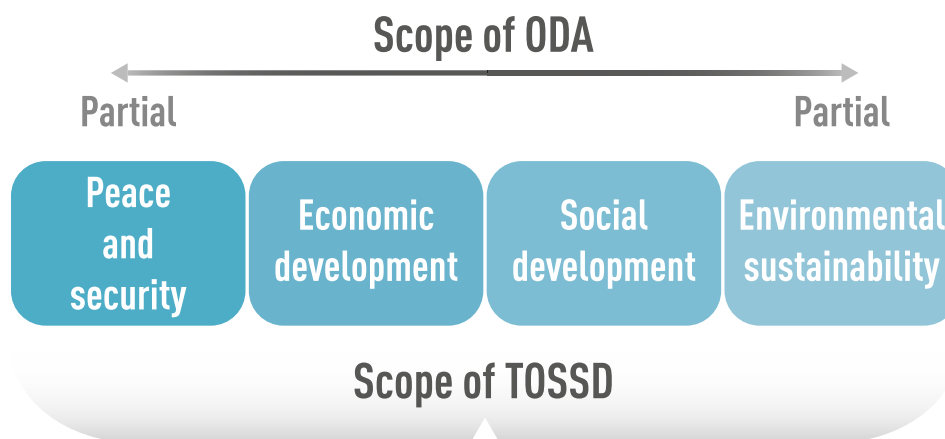 Scope of ODA
Partial
Partial
Peace
and
security
Economic
development
Social
development
Environmental
sustainability
Scope of TOSSD